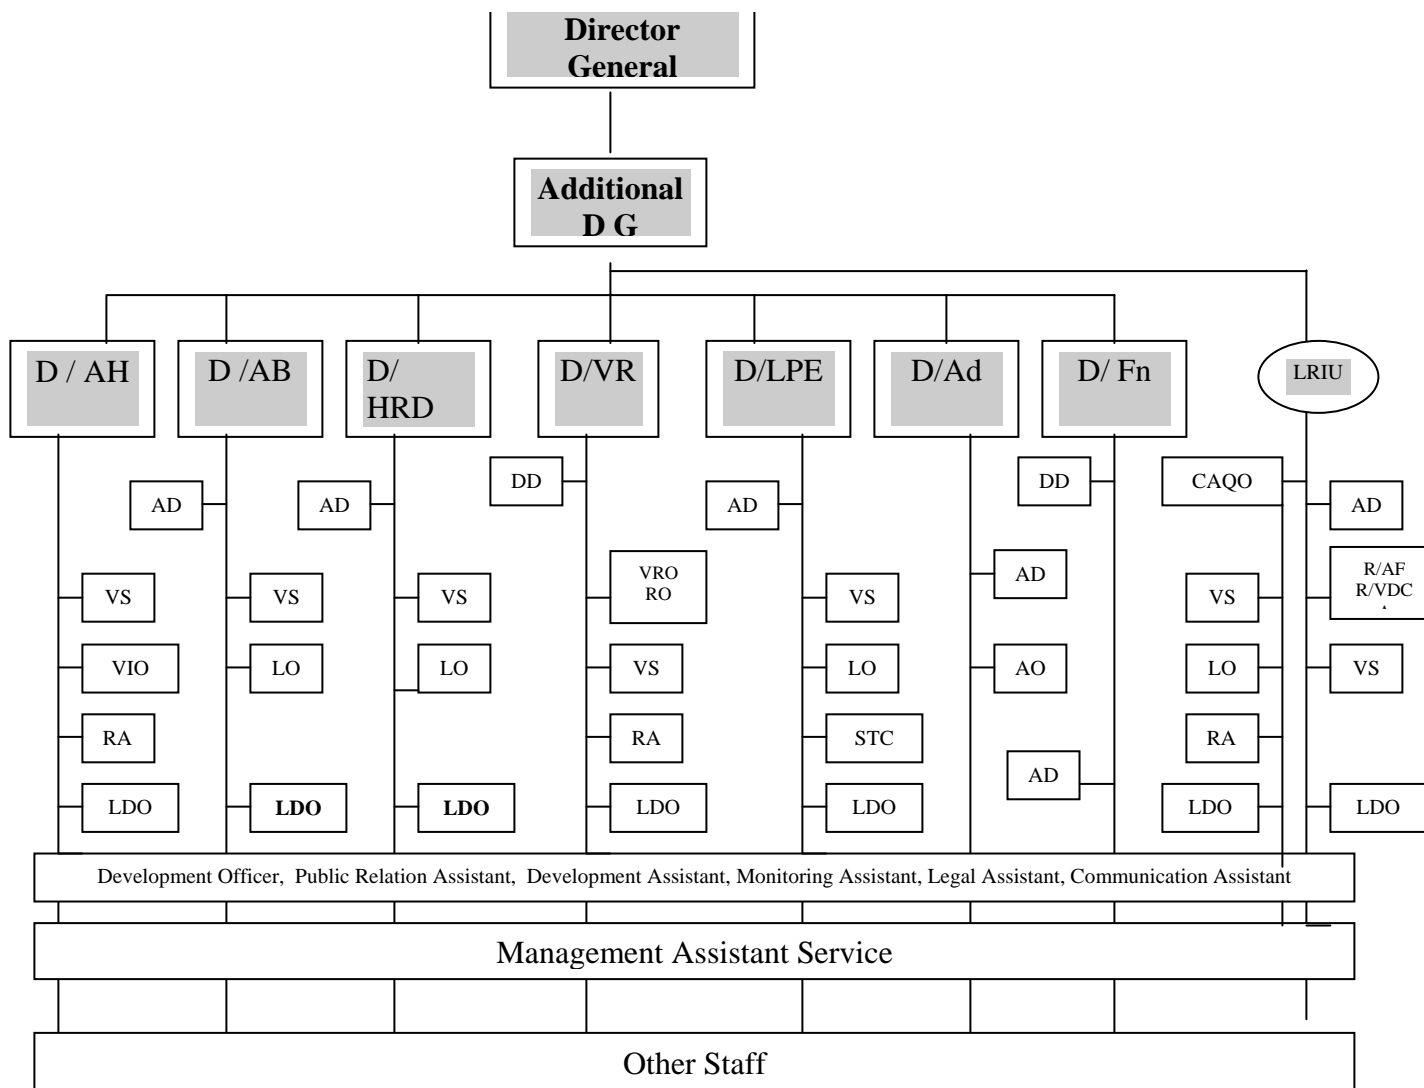 Director
General
Additional
D G
D / AH
D /AB
D/
HRD
D/VR
D/LPE
D/Ad
D/ Fn
LRIU
DD
DD
CAQO
AD
AD
AD
AD
VRO
RO
AD
R/AF
R/VDC
VS
VS
VS
VS
VS
VIO
LO
LO
VS
LO
AO
LO
VS
RA
RA
STC
RA
AD
LDO
LDO
LDO
LDO
LDO
LDO
LDO
Development Officer, Public Relation Assistant, Development Assistant, Monitoring Assistant, Legal Assistant, Communication Assistant
Management Assistant Service
Other Staff